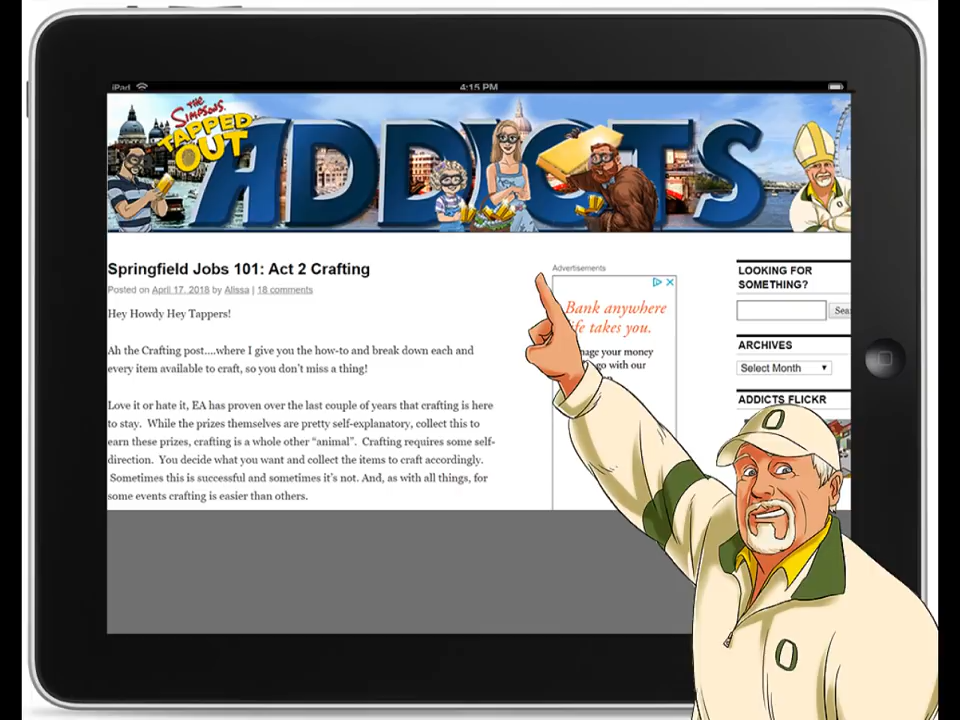 iPad
4:15 PM
THE
SIMPSONS
TAPPED
OUT
ADDICTS
Springfield Jobs 101: Act 2 Crafting
Posted on April 17, 2018 by Alissa | 18 comments
Hey Howdy Hey Tappers!
Ah the Crafting post....where I give you the how-to and break down each and
every item available to craft, so you don't miss a thing!
Love it or hate it, EA has proven over the last couple of years that crafting is here
to stay. While the prizes themselves are pretty self-explanatory, collect this to
earn these prizes, crafting is a whole other “animal”. Crafting requires some self-
direction. You decide what you want and collect the items to craft accordingly.
Sometimes this is successful and sometimes it's not. And, as with all things, for
some events crafting is easier than others.
Advertisements
Bank anywhere
life takes you.
your money
go with our
LOOKING FOR
SOMETHING?
Sea
ARCHIVES
Select Month
ADDICTS FLICKR
O
O